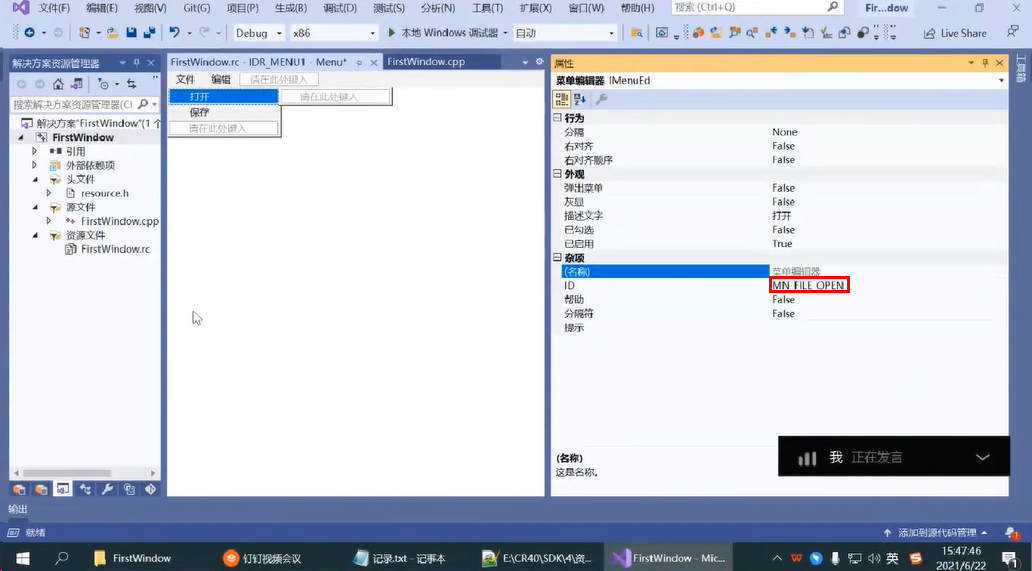 文件(F) 编辑(E) 视图(V) Git(G) 项目(P) 生成(B) 调试(D) 测试(S) 分析(N) 工具(T) 扩展(X) 窗口(W) 帮助(H) 搜索 (Ctrl+Q) Fir...dow
Debug x86 本地 Windows 调试器 自动 Live Share
解决方案资源管理器
搜索解决方案资源管理器(Ct
解决方案"FirstWindow"(1 个
FirstWindow
引用
外部依赖项
头文件
resource.h
源文件
FirstWindow.cpp
资源文件
FirstWindow.rc
FirstWindow.rc - IDR_MENU1 - Menu* FirstWindow.cpp
文件 编辑 请在此处键入
打开 请在此处键入
保存
请在此处键入
属性
菜单编辑器 IMenuEd
行为
分隔 None
右对齐 False
右对齐顺序 False
外观
弹出菜单 False
灰显 False
描述文字 打开
已勾选 False
已启用 True
杂项
(名称) 菜单编辑器
ID MN_FILE_OPEN
帮助 False
分隔符 False
提示
(名称)
这是名称。
我 正在发言
工具箱
输出
就绪 添加到源代码管理 1
FirstWindow 钉钉视频会议 记录.txt - 记事本 E:\CR40\SDK\4\资... FirstWindow - Mic... 英 15:47:46
2021/6/22 1